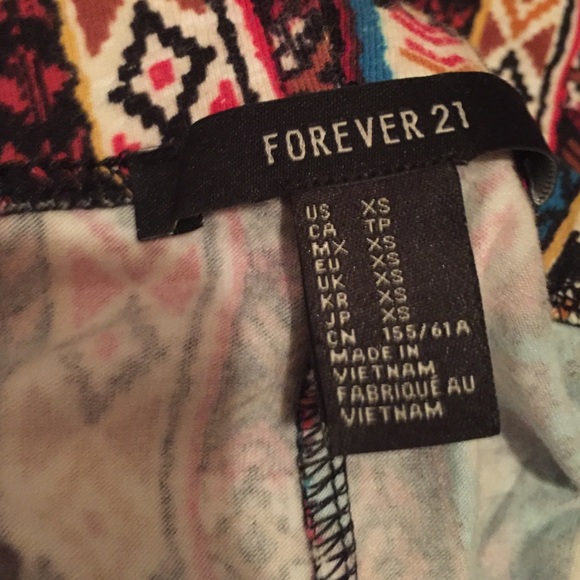 FOREVER 21
US XS
CA TP
MX XS
EU XS
UK XS
KR XS
JP XS
CN 155/61A
MADE IN
VIETNAM
FABRIQUÉ AU
VIETNAM